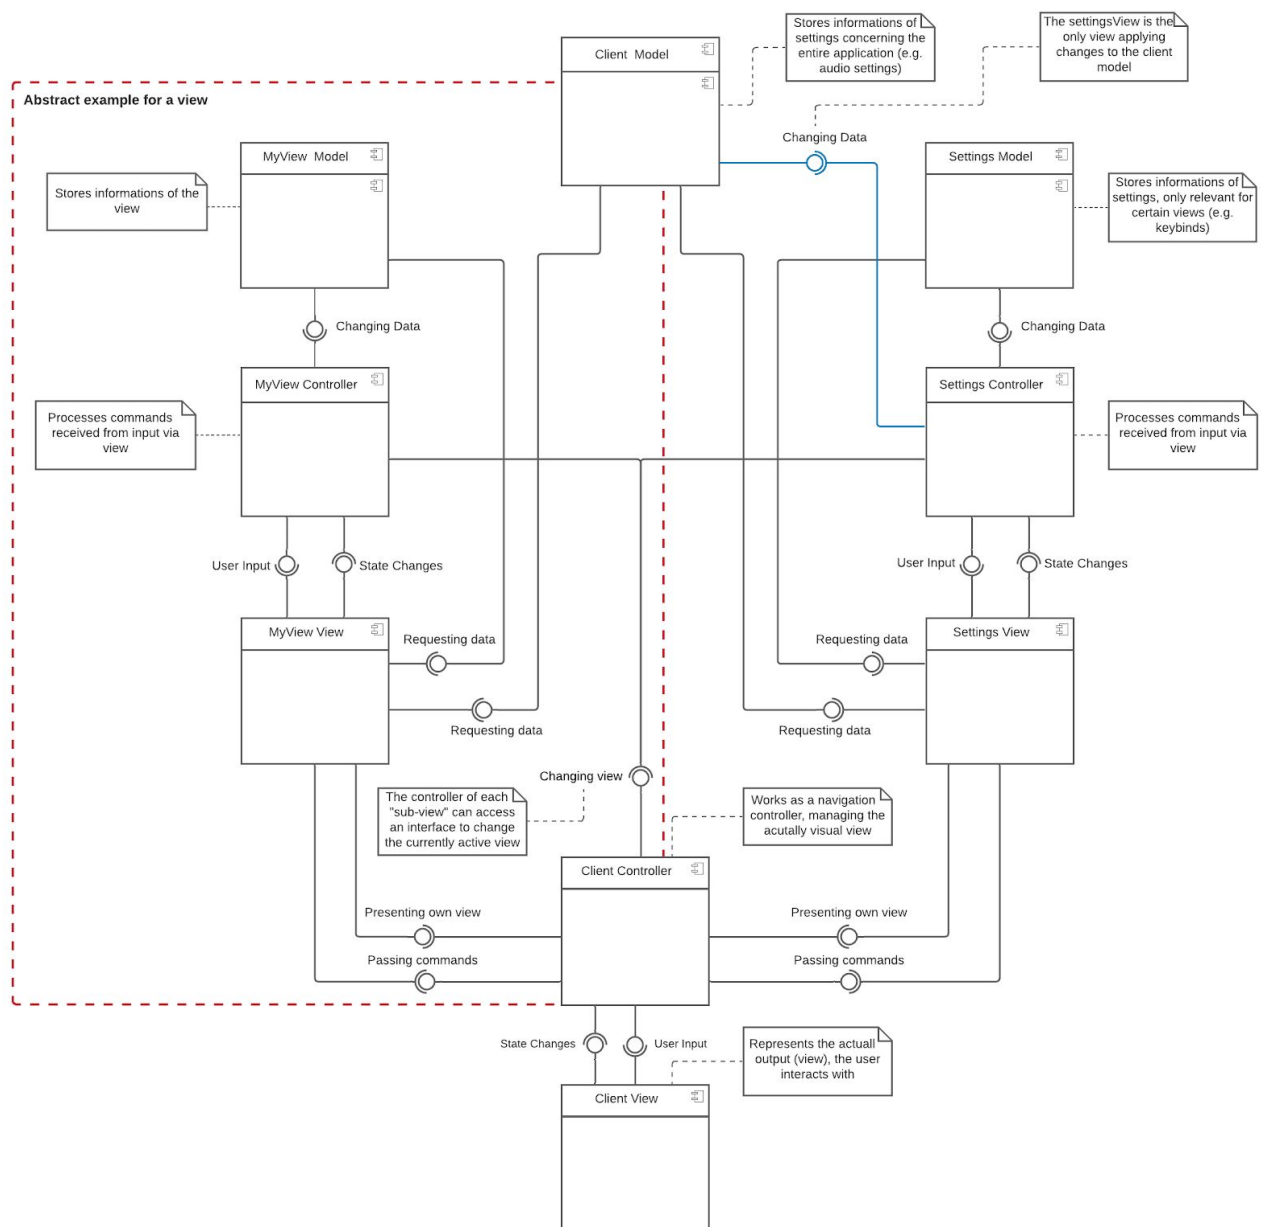 Client  Model
Stores informations of
settings concerning the
entire application (e.g.
audio settings)
The settingsView is the
only view applying
changes to the client
model
Abstract example for a view
Changing Data
MyView  Model
Settings Model
Stores informations of the
view
Stores informations of
settings, only relevant for
certain views (e.g.
keybinds)
Changing Data
Changing Data
MyView Controller
Settings Controller
Processes commands
received from input via
view
Processes commands
received from input via
view
User Input
State Changes
User Input
State Changes
MyView View
Settings View
Requesting data
Requesting data
Requesting data
Requesting data
Changing view
The controller of each
"sub-view" can access
an interface to change
the currently active view
Works as a navigation
controller, managing the
acutally visual view
Client Controller
Presenting own view
Presenting own view
Passing commands
Passing commands
State Changes
User Input
Represents the actuall
output (view), the user
interacts with
Client View